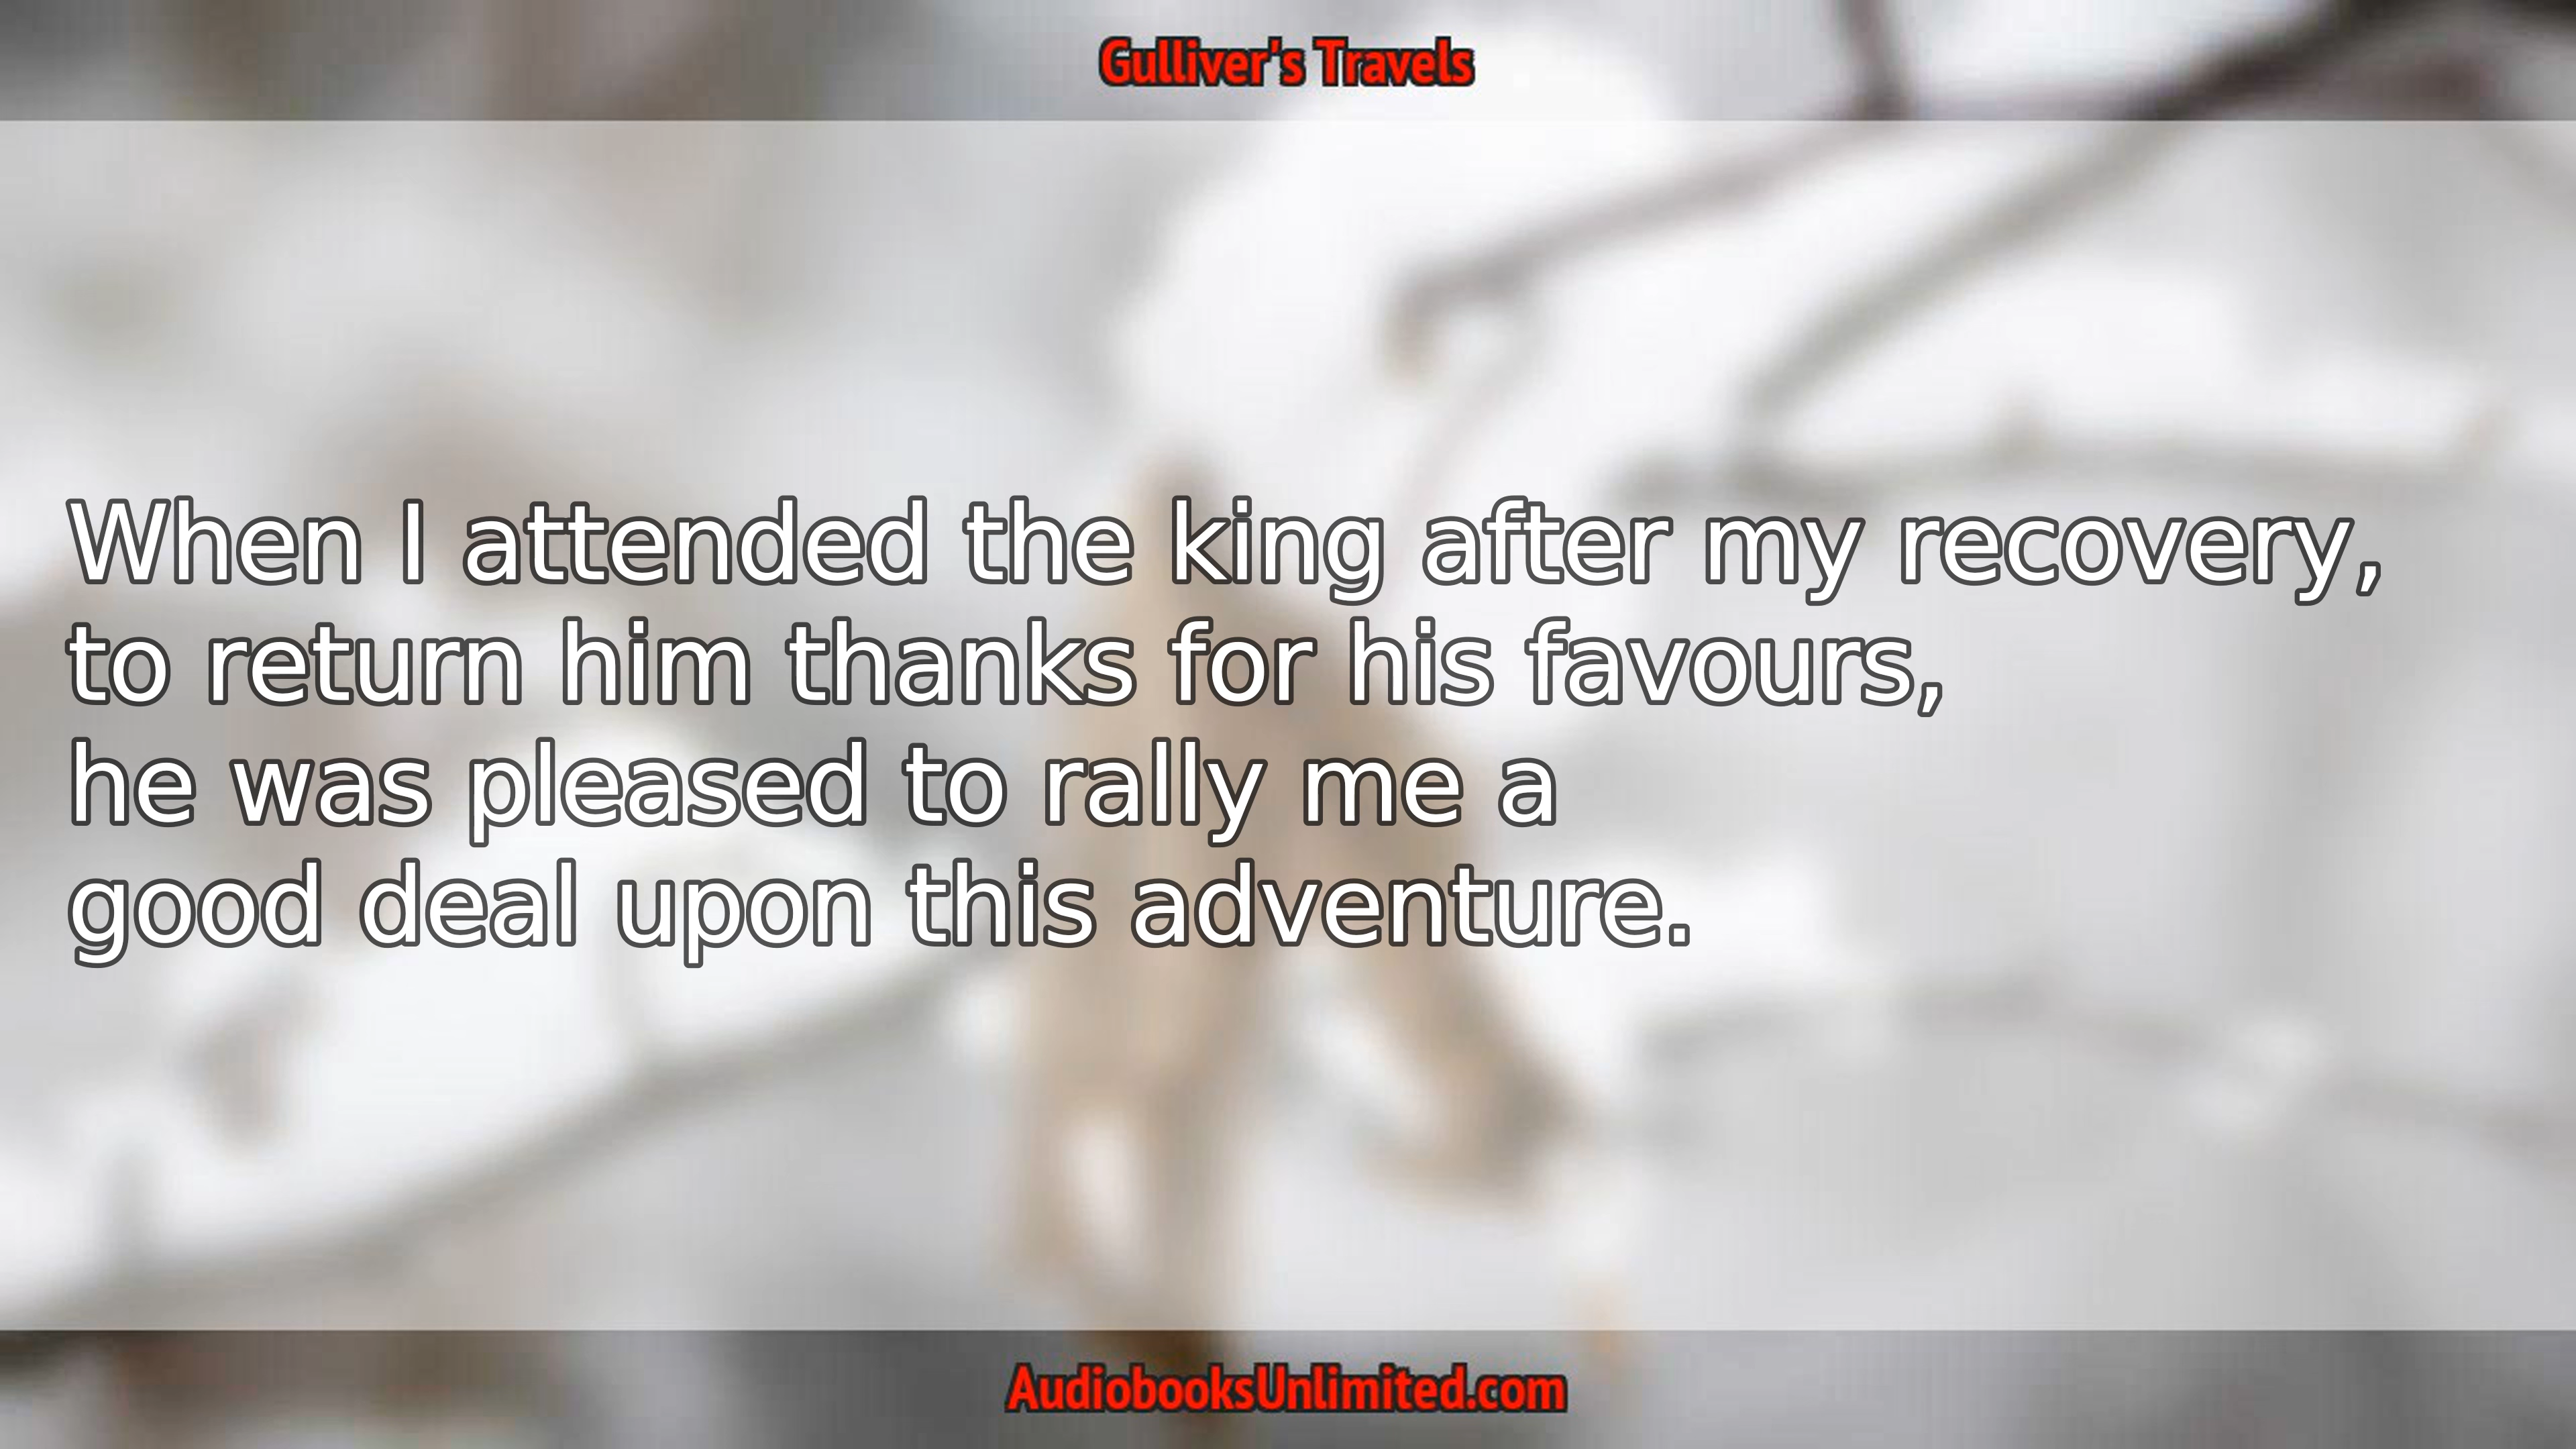 Gulliver's Travels
When I attended the king after my recovery,
to return him thanks for his favours,
he was pleased to rally me a
good deal upon this adventure.
AudiobooksUnlimited.com